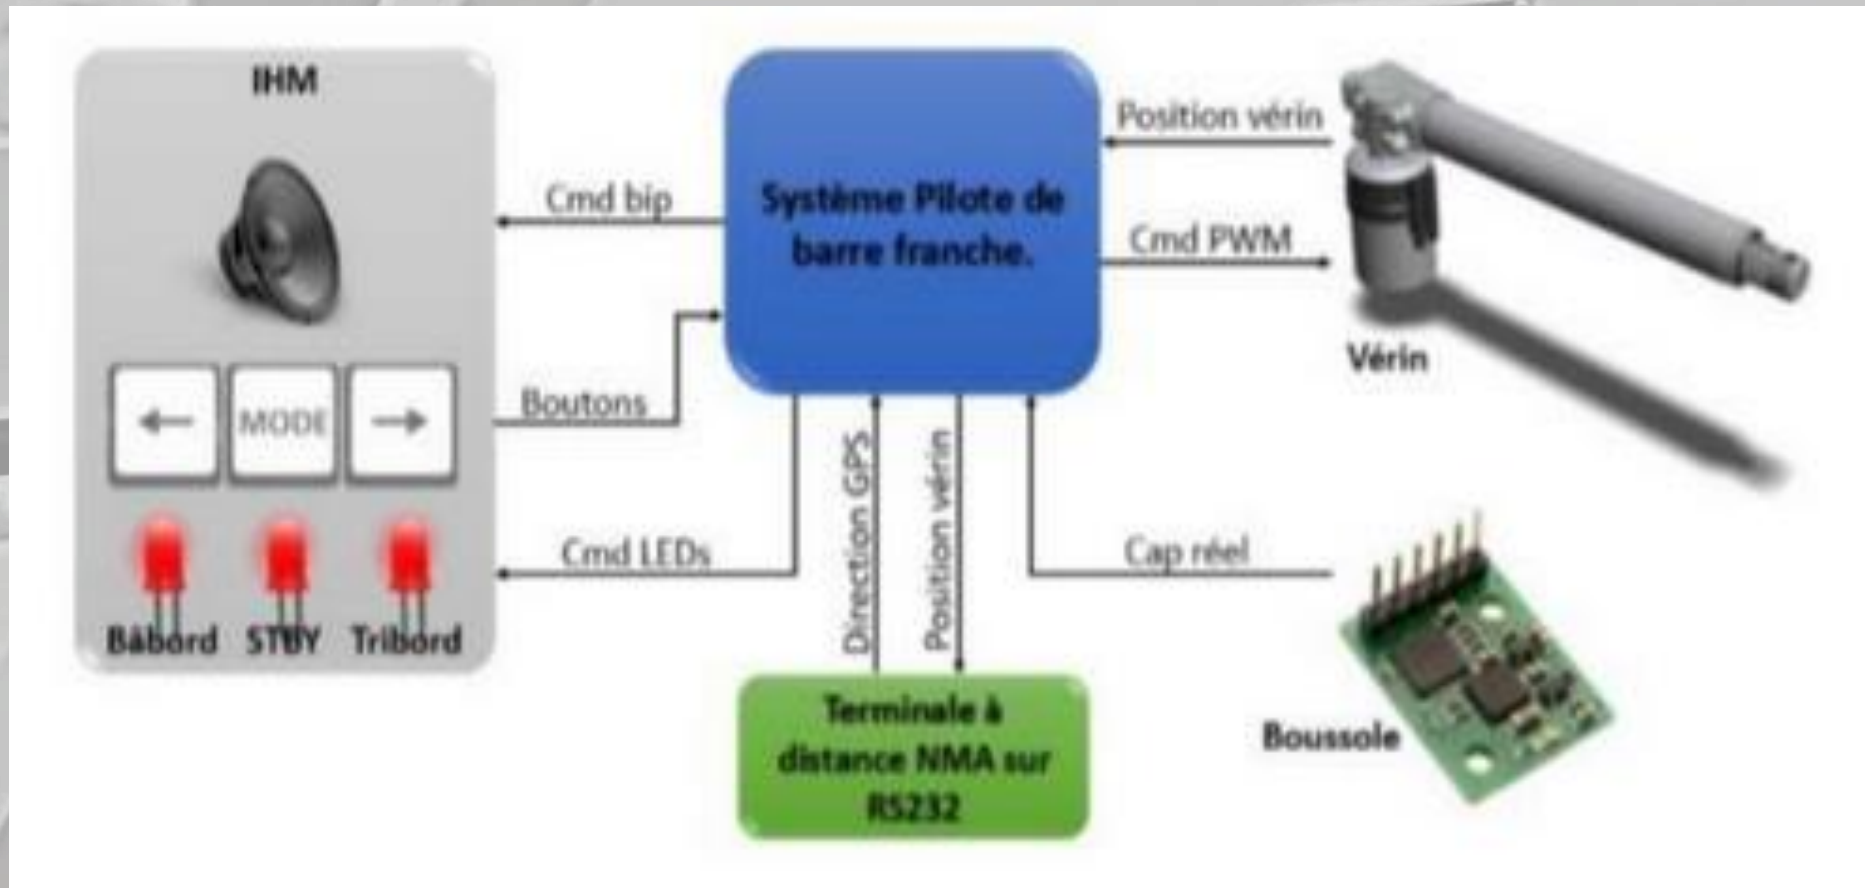 IHM
MODE
Bâbord STBY Tribord
Cmd bip
Boutons
Cmd LEDs
Système Pilote de
barre franche.
Direction GPS
Position vérin
Terminale à
distance NMA sur
RS232
Position vérin
Cmd PWM
Vérin
Cap réel
Boussole